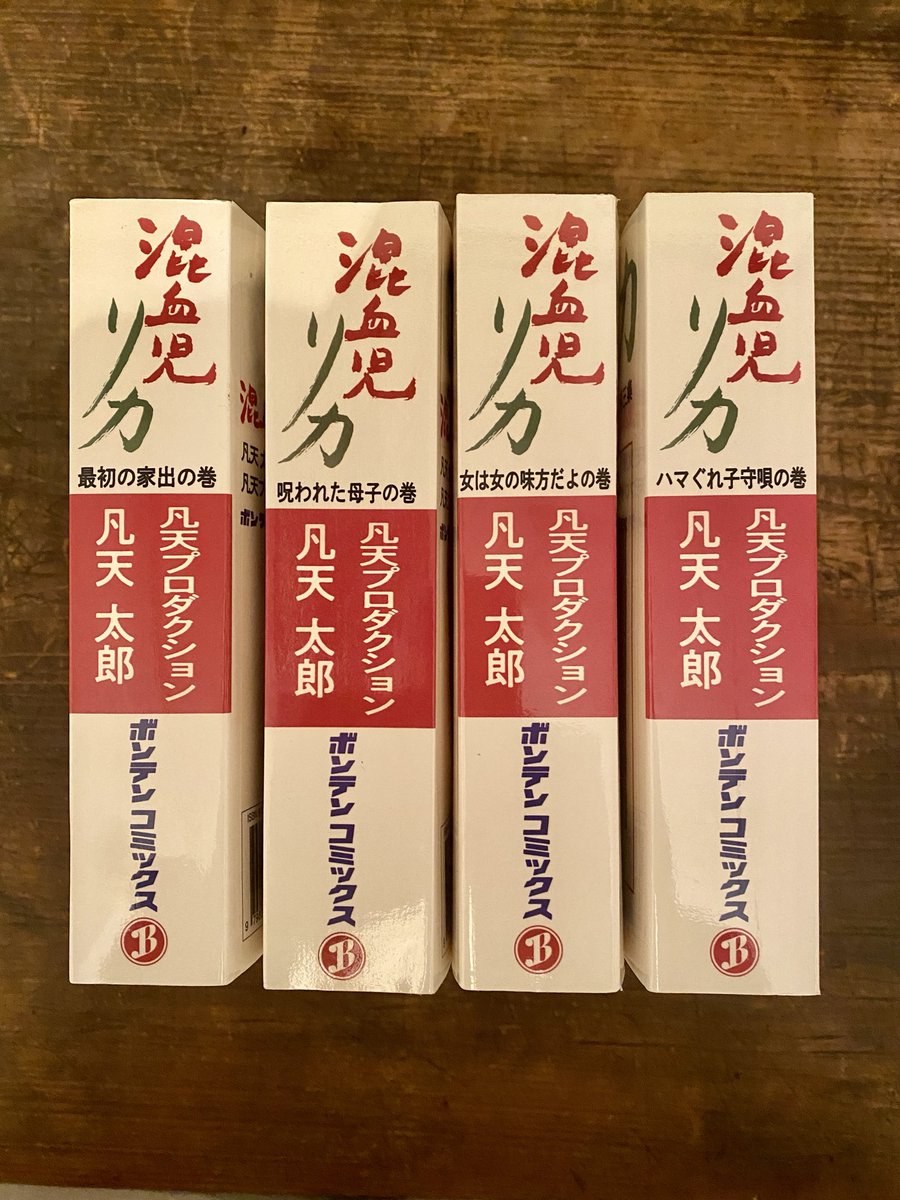 混血児
リカ
最初の家出の巻
凡天プロダクション
凡天 太郎
ボンテンコミックス
B
混血児
リカ
呪われた母子の巻
凡天プロダクション
凡天 太郎
ボンテンコミックス
B
混血児
リカ
女は女の味方だよの巻
凡天プロダクション
凡天 太郎
ボンテンコミックス
B
混血児
リカ
ハマぐれ子守唄の巻
凡天プロダクション
凡天 太郎
ボンテンコミックス
B